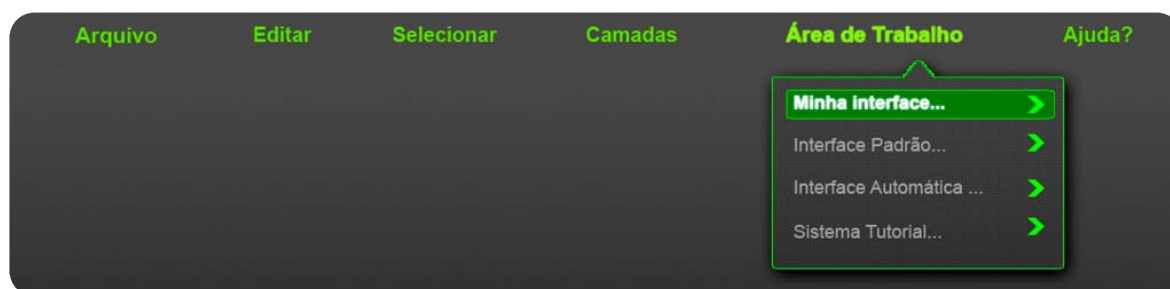 Arquivo Editar Selecionar Camadas Área de Trabalho Ajuda?
Minha interface...
Interface Padrão...
Interface Automática ...
Sistema Tutorial...